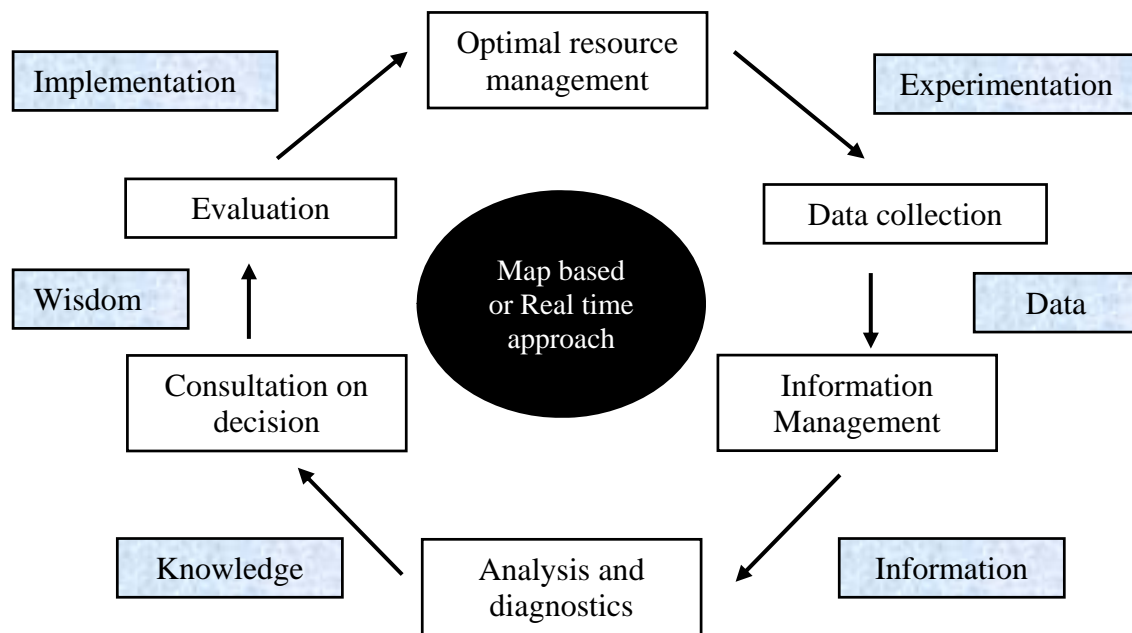 Optimal resource
management
Implementation
Experimentation
Evaluation
Data collection
Map based
or Real time
approach
Wisdom
Data
Consultation on
decision
Information
Management
Knowledge
Analysis and
diagnostics
Information